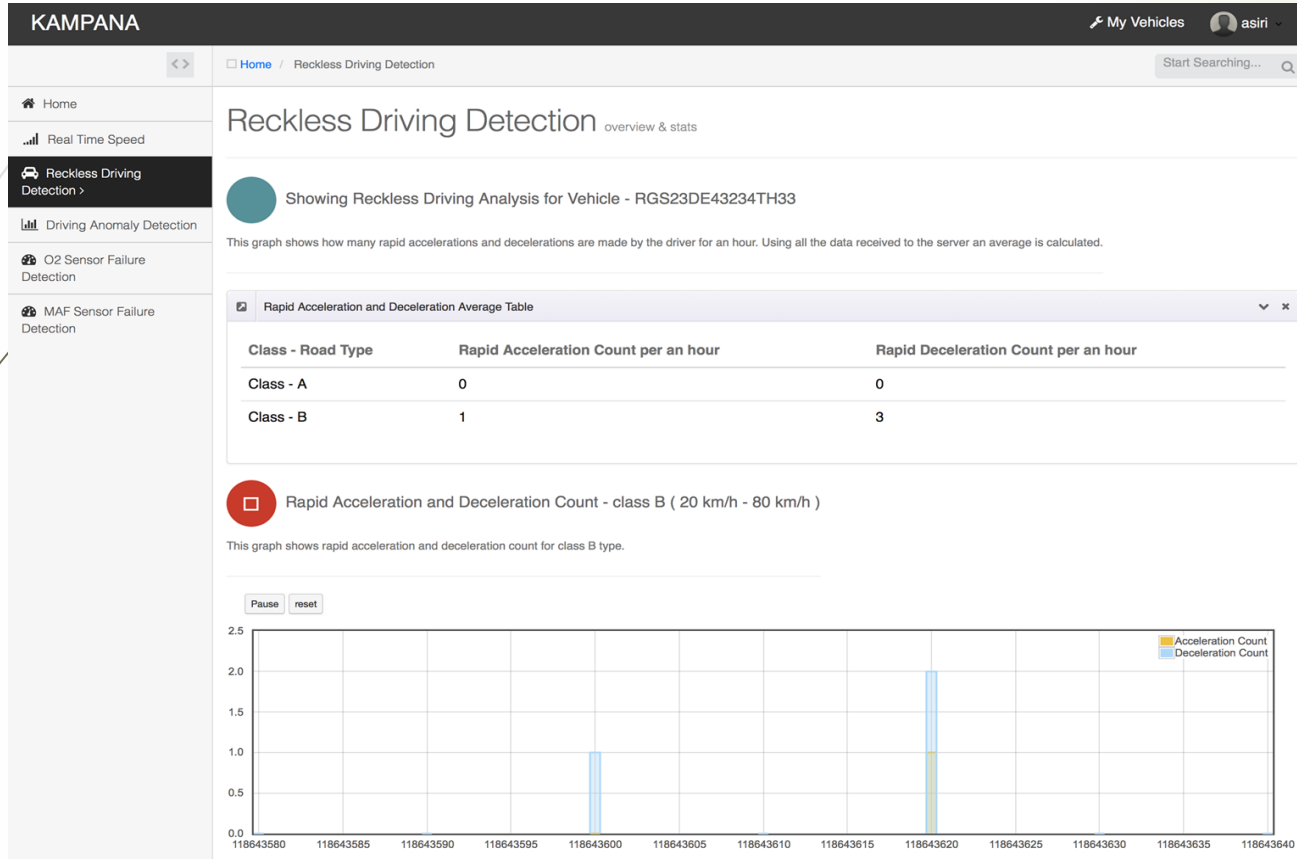 KAMPANA
My Vehicles
asiri
Home / Reckless Driving Detection
Start Searching...
Home
Real Time Speed
Reckless Driving
Detection >
Driving Anomaly Detection
O2 Sensor Failure
Detection
MAF Sensor Failure
Detection
Reckless Driving Detection overview & stats
Showing Reckless Driving Analysis for Vehicle - RGS23DE43234TH33
This graph shows how many rapid accelerations and decelerations are made by the driver for an hour. Using all the data received to the server an average is calculated.
Rapid Acceleration and Deceleration Average Table
Class - Road Type Rapid Acceleration Count per an hour Rapid Deceleration Count per an hour
Class - A 0 0
Class - B 1 3
Rapid Acceleration and Deceleration Count - class B ( 20 km/h - 80 km/h )
This graph shows rapid acceleration and deceleration count for class B type.
Pause reset
2.5
Acceleration Count
Deceleration Count
2.0
1.5
1.0
0.5
0.0
118643580 118643585 118643590 118643595 118643600 118643605 118643610 118643615 118643620 118643625 118643630 118643635 118643640